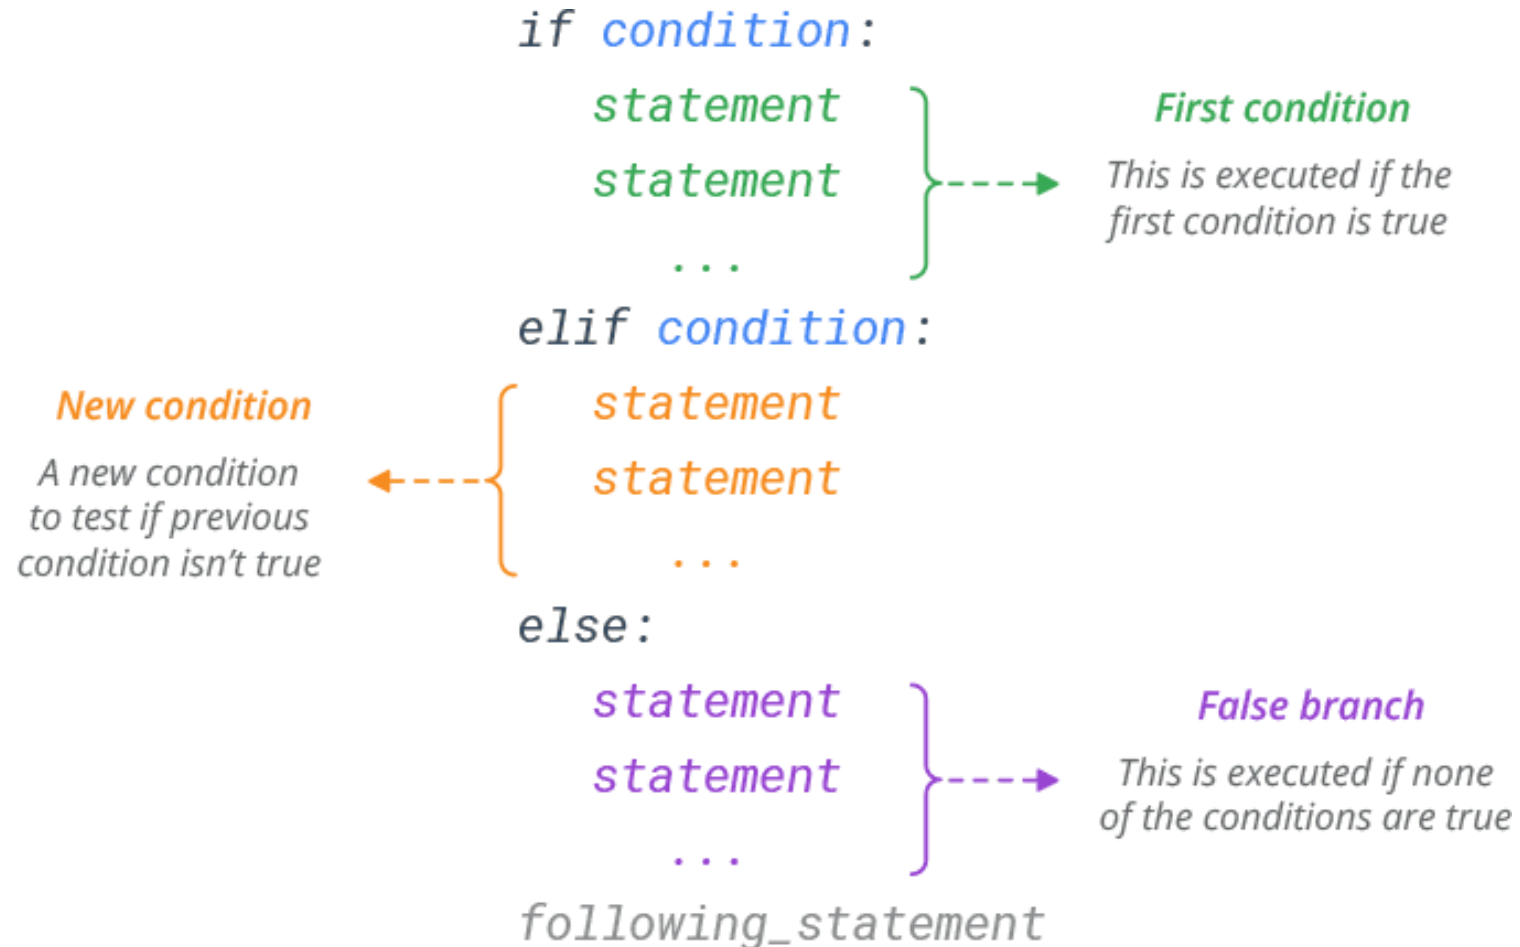 if condition:
statement
statement
...
First condition
This is executed if the
first condition is true
elif condition:
statement
statement
...
New condition
A new condition
to test if previous
condition isn’t true
else:
statement
statement
...
False branch
This is executed if none
of the conditions are true
following_statement